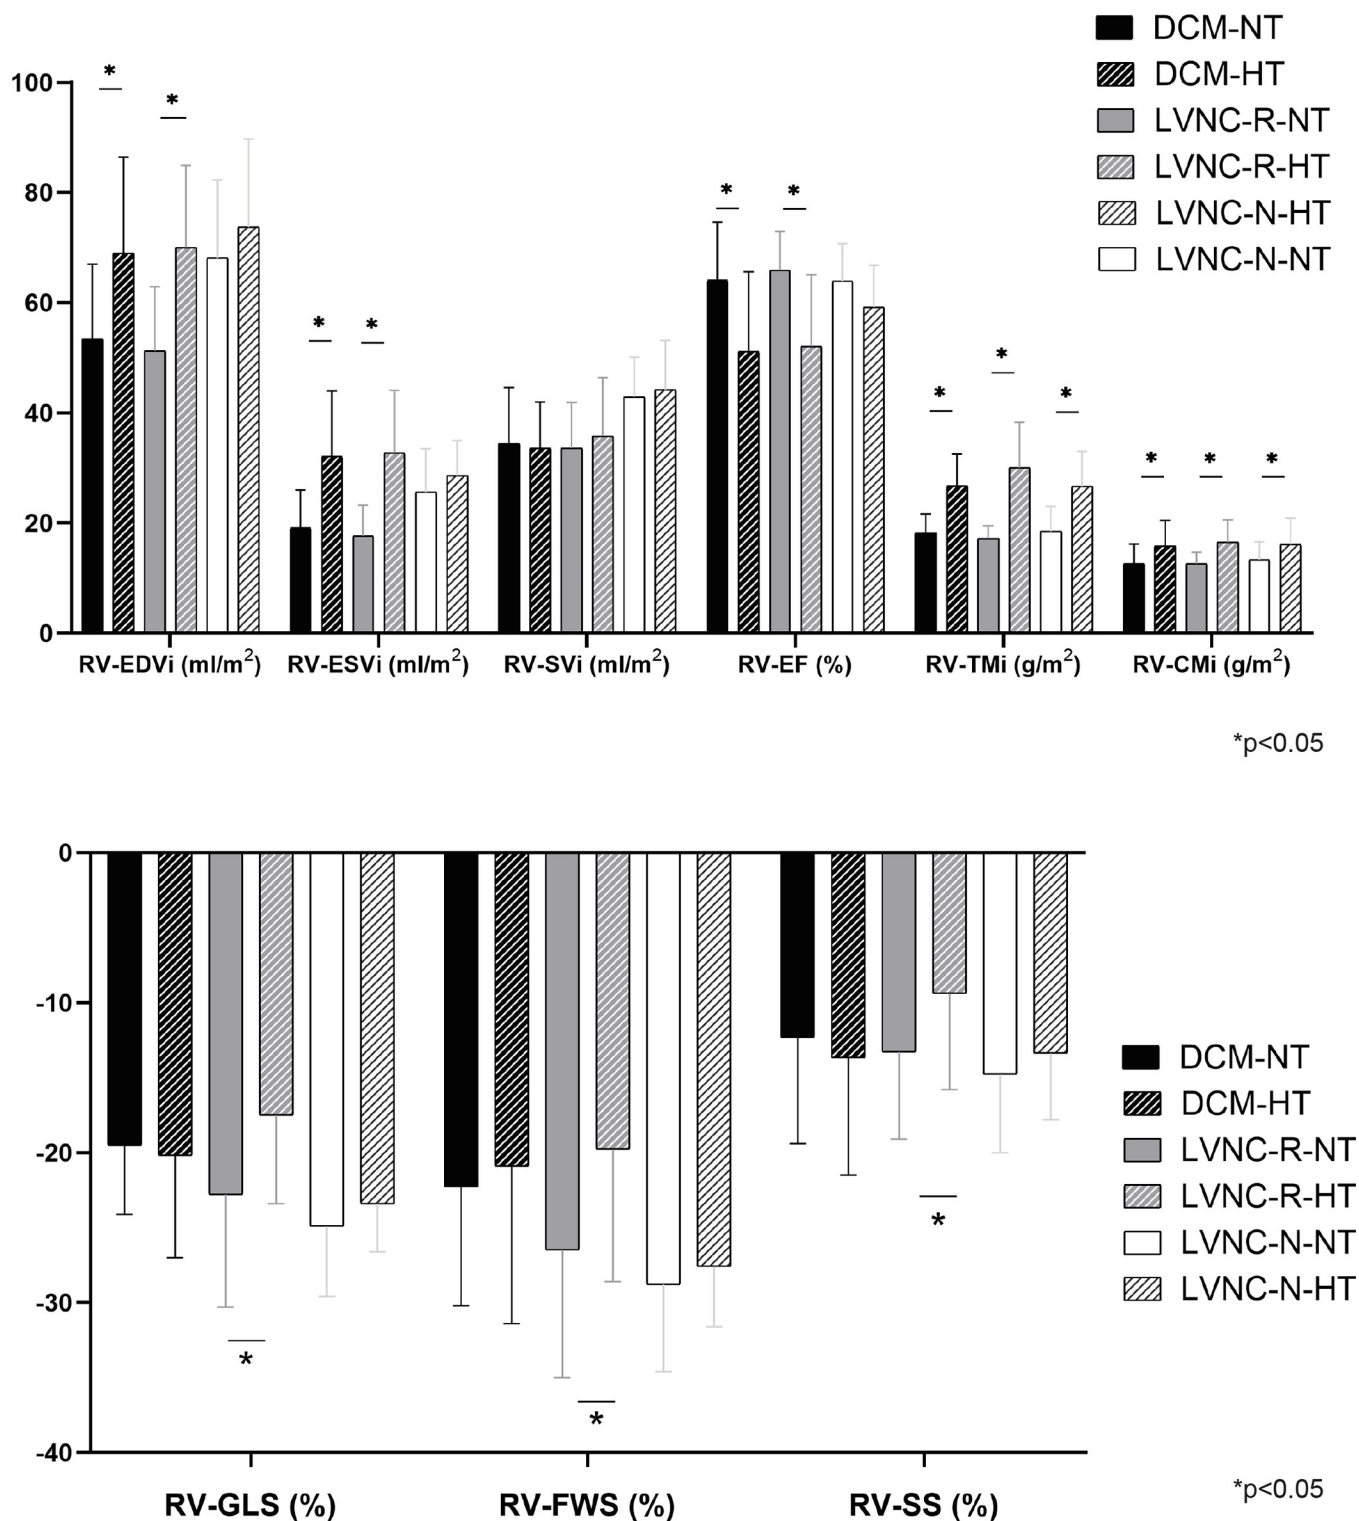 DCM-NT
DCM-HT
LVNC-R-NT
LVNC-R-HT
LVNC-N-HT
LVNC-N-NT
100
80
60
40
20
0
* * * * * * * * * * * *
RV-EDVi (ml/m²) RV-ESVi (ml/m²) RV-SVi (ml/m²) RV-EF (%) RV-TMi (g/m²) RV-CMi (g/m²)
*p<0.05
0
-10
-20
-30
-40
DCM-NT
DCM-HT
LVNC-R-NT
LVNC-R-HT
LVNC-N-NT
LVNC-N-HT
* * *
RV-GLS (%) RV-FWS (%) RV-SS (%)
*p<0.05